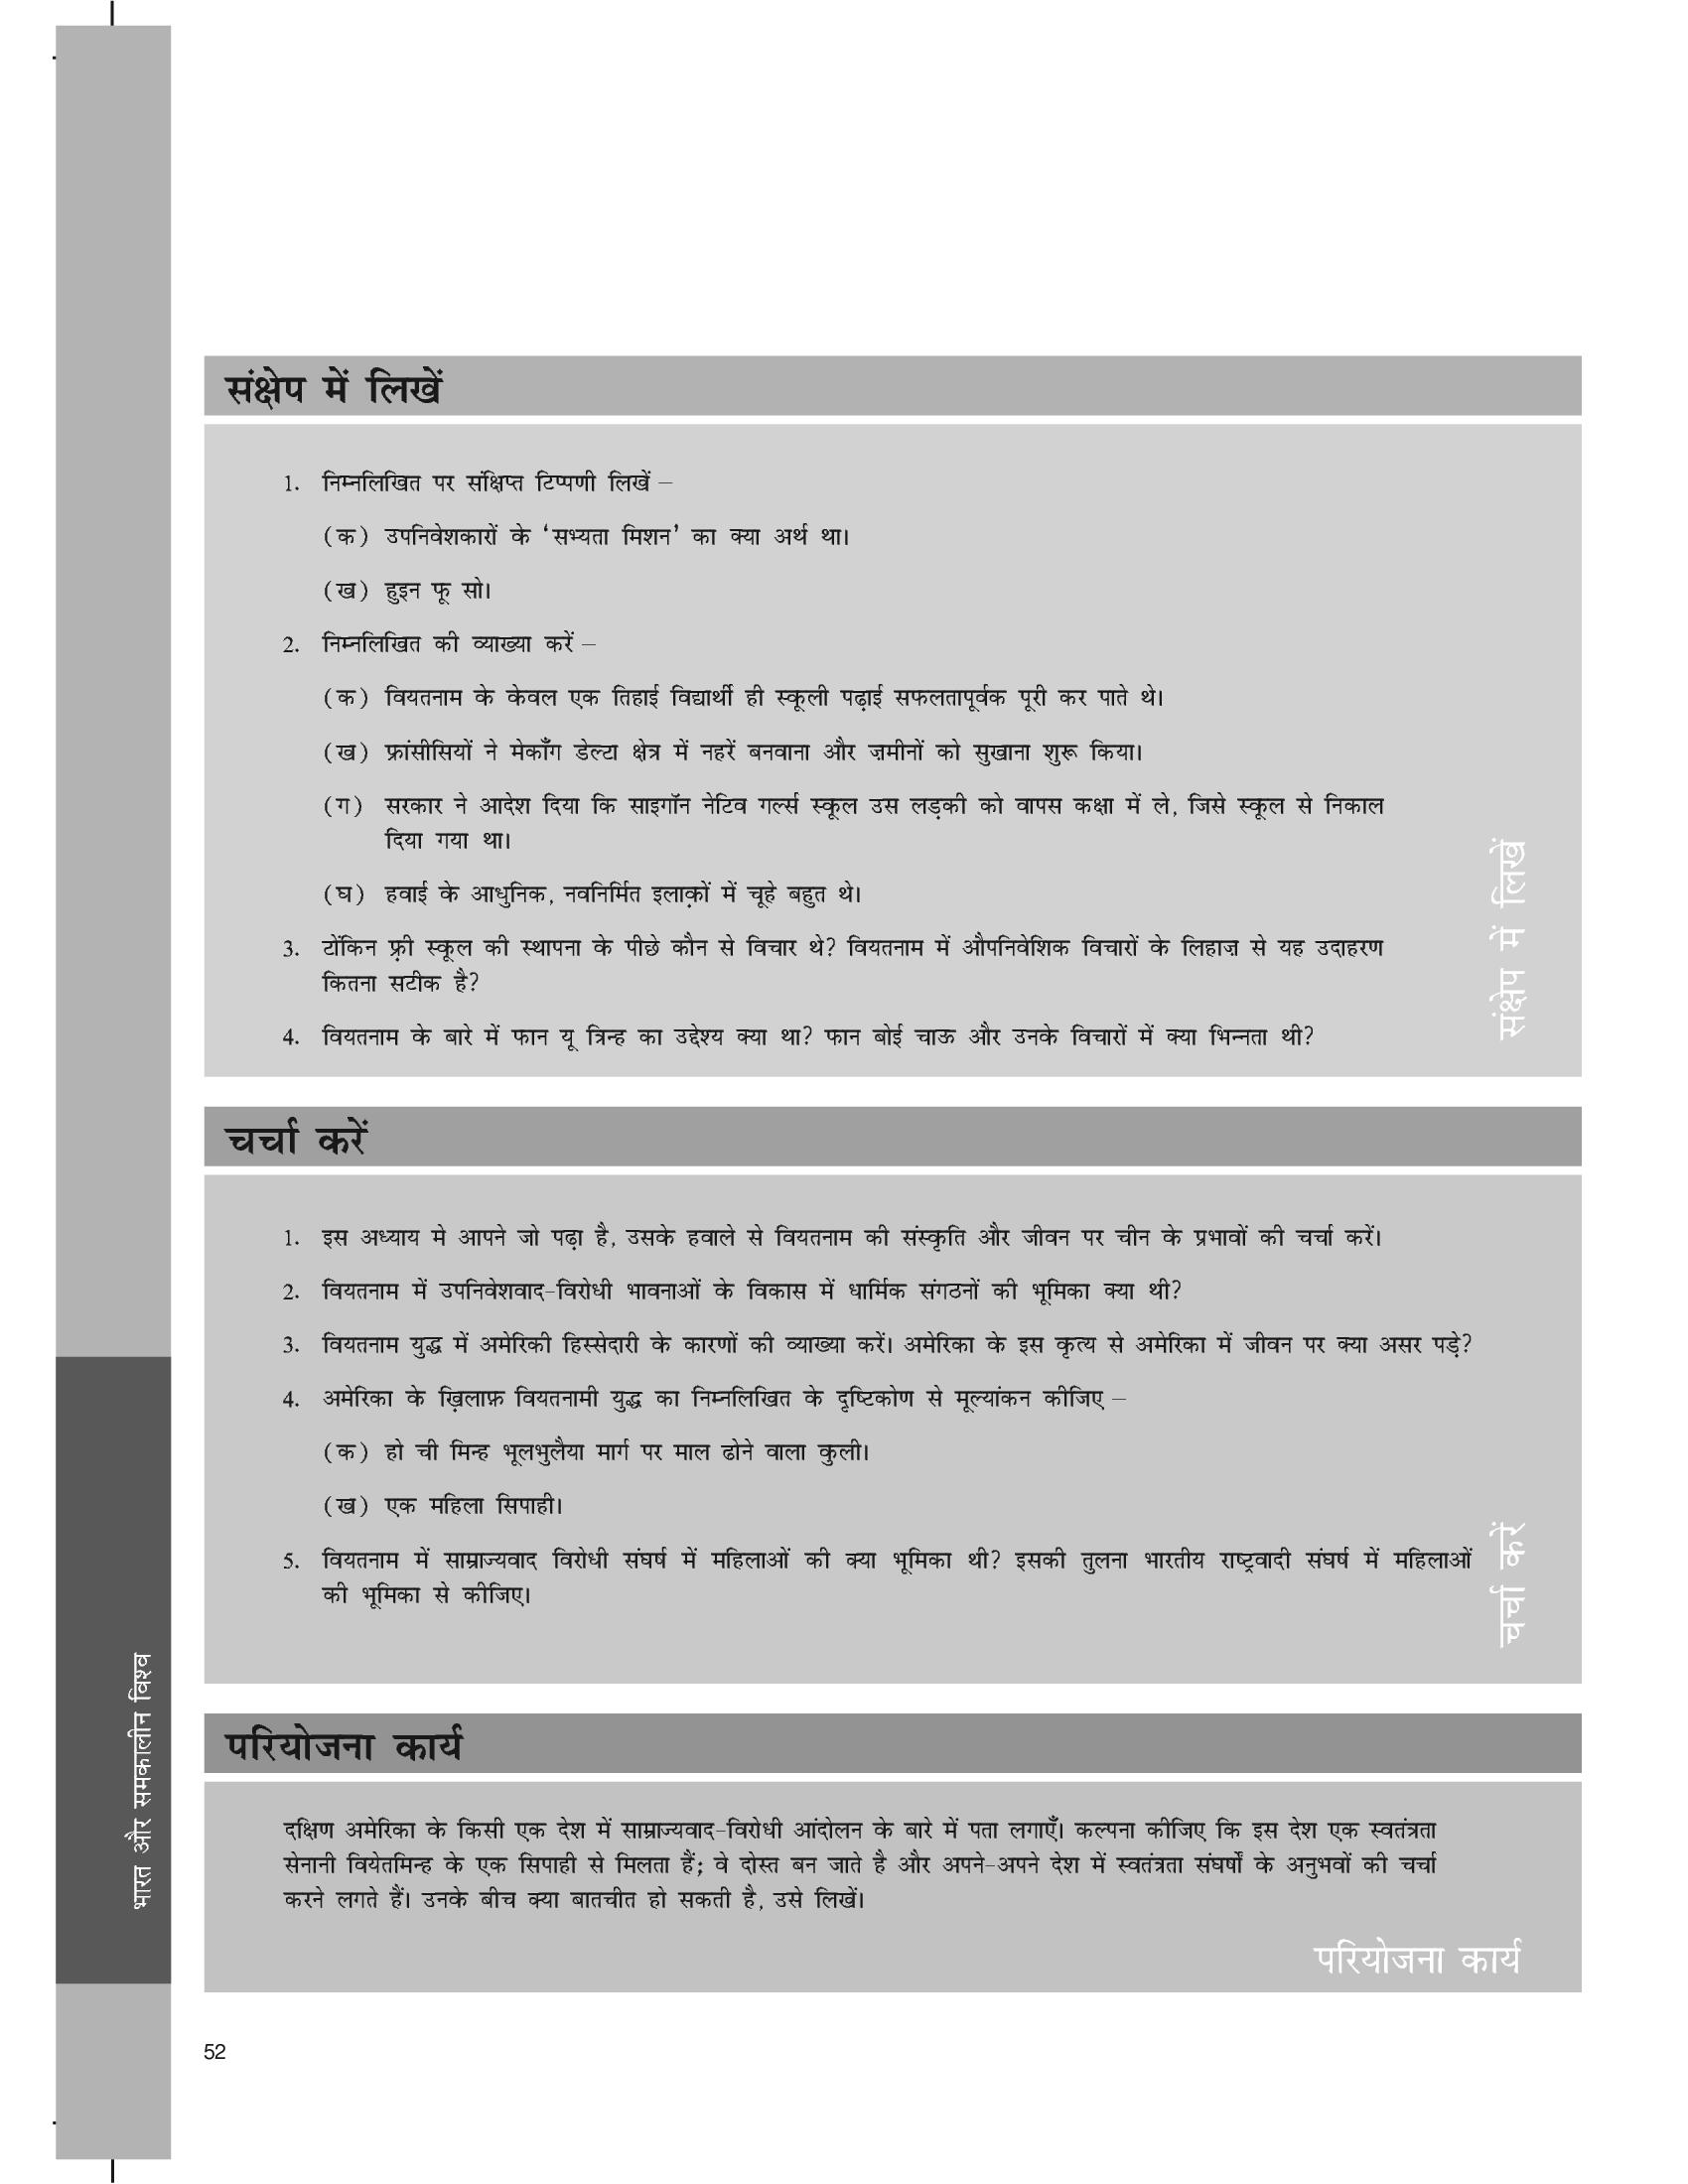 संक्षेप में लिखें
1. निम्नलिखित पर संक्षिप्त टिप्पणी लिखें –
(क) उपनिवेशकारों के ‘सभ्यता मिशन’ का क्या अर्थ था।
(ख) हुइन फू सो।
2. निम्नलिखित की व्याख्या करें –
(क) वियतनाम के केवल एक तिहाई विद्यार्थी ही स्कूली पढ़ाई सफलतापूर्वक पूरी कर पाते थे।
(ख) फ़्रांसीसियों ने मेकाँग डेल्टा क्षेत्र में नहरें बनवाना और ज़मीनों को सुखाना शुरू किया।
(ग) सरकार ने आदेश दिया कि साइगॉन नेटिव गर्ल्स स्कूल उस लड़की को वापस कक्षा में ले, जिसे स्कूल से निकाल
दिया गया था।
(घ) हवाई के आधुनिक, नवनिर्मित इलाक़ों में चूहे बहुत थे।
3. टोंकिन फ़्री स्कूल की स्थापना के पीछे कौन से विचार थे? वियतनाम में औपनिवेशिक विचारों के लिहाज़ से यह उदाहरण
कितना सटीक है?
4. वियतनाम के बारे में फान यू त्रिन्ह का उद्देश्य क्या था? फान बोई चाऊ और उनके विचारों में क्या भिन्नता थी?
संक्षेप में लिखें
चर्चा करें
1. इस अध्याय मे आपने जो पढ़ा है, उसके हवाले से वियतनाम की संस्कृति और जीवन पर चीन के प्रभावों की चर्चा करें।
2. वियतनाम में उपनिवेशवाद-विरोधी भावनाओं के विकास में धार्मिक संगठनों की भूमिका क्या थी?
3. वियतनाम युद्ध में अमेरिकी हिस्सेदारी के कारणों की व्याख्या करें। अमेरिका के इस कृत्य से अमेरिका में जीवन पर क्या असर पड़े?
4. अमेरिका के ख़िलाफ़ वियतनामी युद्ध का निम्नलिखित के दृष्टिकोण से मूल्यांकन कीजिए –
(क) हो ची मिन्ह भूलभुलैया मार्ग पर माल ढोने वाला कुली।
(ख) एक महिला सिपाही।
5. वियतनाम में साम्राज्यवाद विरोधी संघर्ष में महिलाओं की क्या भूमिका थी? इसकी तुलना भारतीय राष्ट्रवादी संघर्ष में महिलाओं
की भूमिका से कीजिए।
चर्चा करें
परियोजना कार्य
दक्षिण अमेरिका के किसी एक देश में साम्राज्यवाद-विरोधी आंदोलन के बारे में पता लगाएँ। कल्पना कीजिए कि इस देश एक स्वतंत्रता
सेनानी वियेतमिन्ह के एक सिपाही से मिलता हैं; वे दोस्त बन जाते है और अपने-अपने देश में स्वतंत्रता संघर्षों के अनुभवों की चर्चा
करने लगते हैं। उनके बीच क्या बातचीत हो सकती है, उसे लिखें।
परियोजना कार्य
भारत और समकालीन विश्व
52